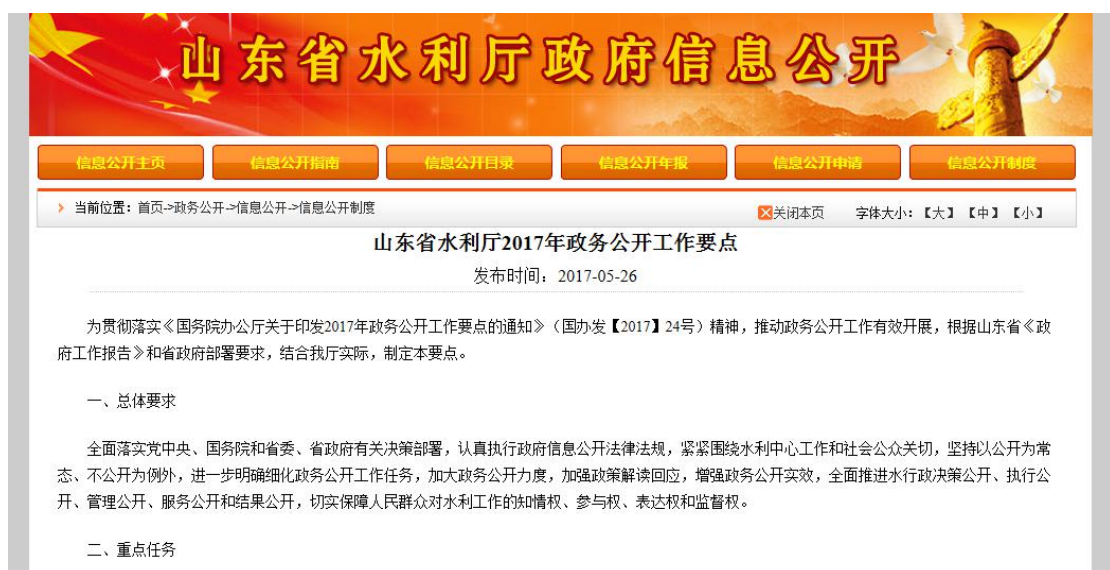 山东省水利厅政府信息公开
信息公开主页 信息公开指南 信息公开目录 信息公开年报 信息公开申请 信息公开制度
当前位置：首页->政务公开->信息公开->信息公开制度 关闭本页 字体大小：【大】【中】【小】
山东省水利厅2017年政务公开工作要点
发布时间：2017-05-26
为贯彻落实《国务院办公厅关于印发2017年政务公开工作要点的通知》（国办发【2017】24号）精神，推动政务公开工作有效开展，根据山东省《政
府工作报告》和省政府部署要求，结合我厅实际，制定本要点。
一、总体要求
全面落实党中央、国务院和省委、省政府有关决策部署，认真执行政府信息公开法律法规，紧紧围绕水利中心工作和社会公众关切，坚持以公开为常
态、不公开为例外，进一步明确细化政务公开工作任务，加大政务公开力度，加强政策解读回应，增强政务公开实效，全面推进水行政决策公开、执行公
开、管理公开、服务公开和结果公开，切实保障人民群众对水利工作的知情权、参与权、表达权和监督权。
二、重点任务